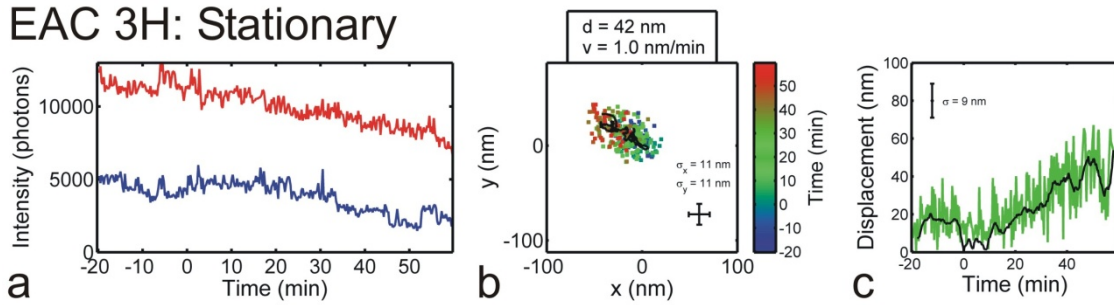 EAC 3H: Stationary
Intensity (photons)
10000
5000
0
-20 -10 0 10 20 30 40 50
Time (min)
a
d = 42 nm
v = 1.0 nm/min
y (nm)
0
-100
-100 0 100
x (nm)
σx = 11 nm
σy = 11 nm
50
40
30
20
10
0
-10
-20
Time (min)
b
Displacement (nm)
100
80
60
40
20
0
-20 0 20 40
Time (min)
σ = 9 nm
c